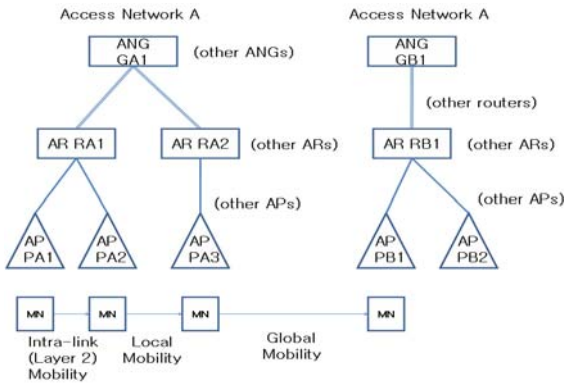 Access Network A
Access Network A
ANG
GA1
(other ANGs)
ANG
GB1
(other routers)
AR RA1
AR RA2
(other ARs)
AR RB1
(other ARs)
(other APs)
(other APs)
AP
PA1
AP
PA2
AP
PA3
AP
PB1
AP
PB2
MN
MN
MN
MN
Intra-link
(Layer 2)
Mobility
Local
Mobility
Global
Mobility